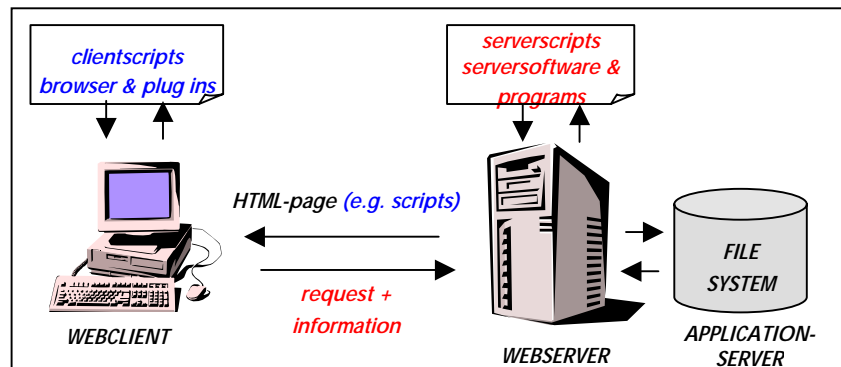 clientscripts
browser & plug ins
serverscripts
serversoftware &
programs
HTML-page (e.g. scripts)
request +
information
FILE
SYSTEM
WEBCLIENT
WEBSERVER
APPLICATION-
SERVER